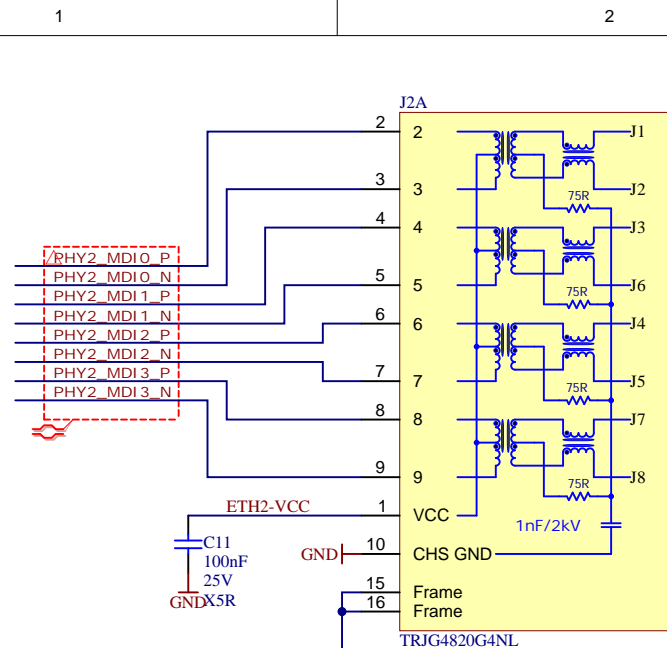 1 2
J2A
2 2 J1
3 3 J2
75R
4 4 J3
PHY2_MDI0_P
PHY2_MDI0_N
5 5 J6
PHY2_MDI1_P
75R
PHY2_MDI1_N
6 6 J4
PHY2_MDI2_P
PHY2_MDI2_N
7 7 J5
PHY2_MDI3_P
PHY2_MDI3_N
75R
8 8 J7
9 9 J8
75R
ETH2-VCC 1 VCC
1nF/2kV
C11
100nF
25V
X5R
GND
GND 10 CHS GND
15 Frame
16 Frame
TRJG4820G4NL